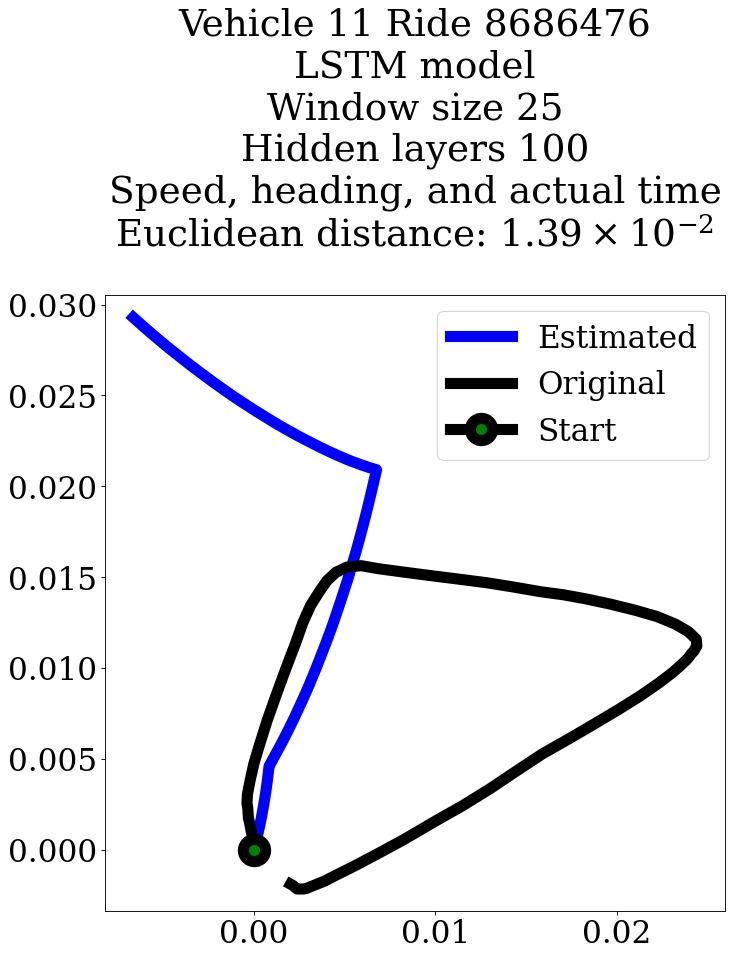 Vehicle 11 Ride 8686476
LSTM model
Window size 25
Hidden layers 100
Speed, heading, and actual time
Euclidean distance: 1.39 × 10⁻²
0.030
0.025
0.020
0.015
0.010
0.005
0.000
Estimated
Original
Start
0.00 0.01 0.02